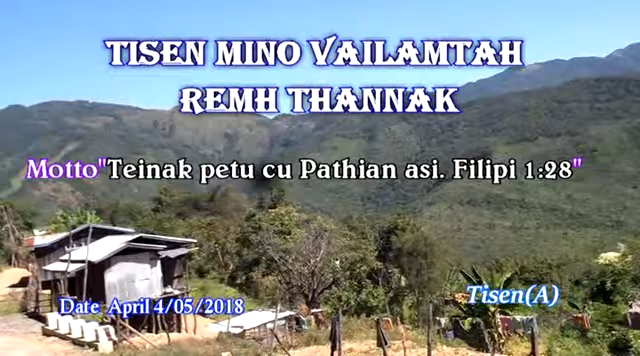 TISEN MINO VAILAMTAH
REMH THANNAK
Motto"Teinak petu cu Pathian asi. Filipi 1:28"
Date April 4/05/2018
Tisen(A)